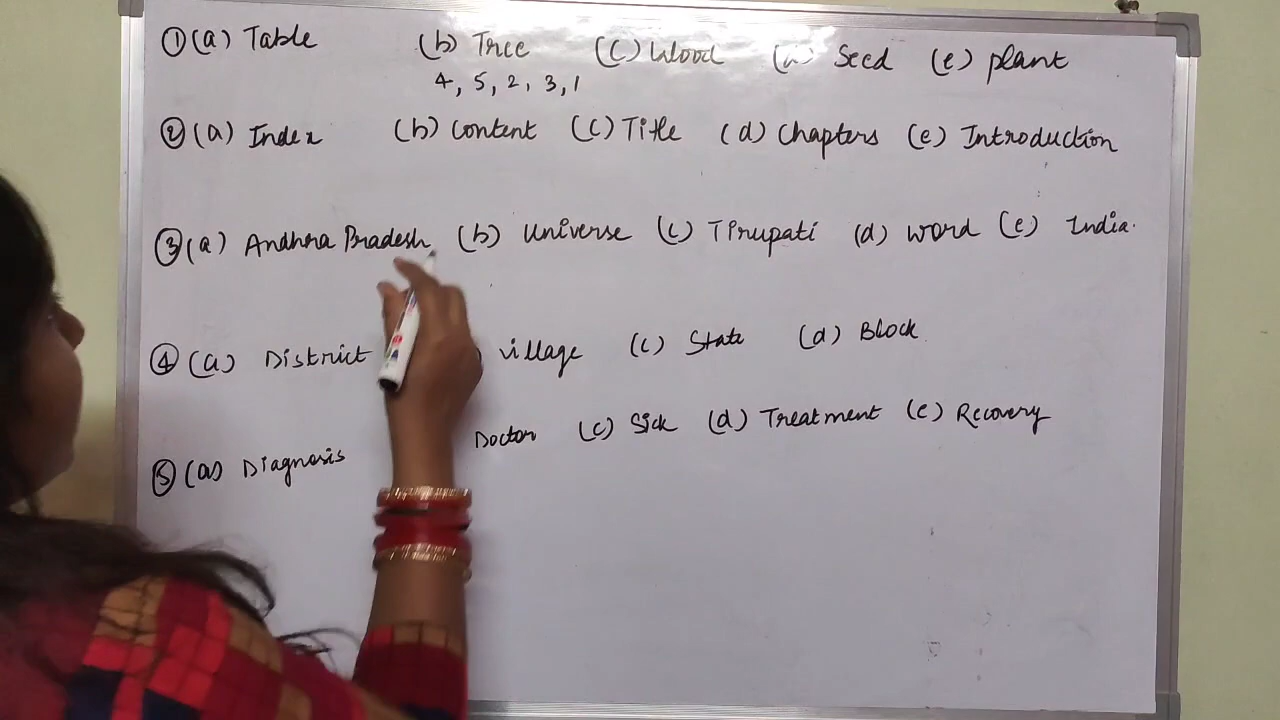 ① (a) Table (b) Tree (c) Wood (d) Seed (e) plant
4, 5, 2, 3, 1
② (a) Index (b) Content (c) Title (d) Chapters (e) Introduction
③ (a) Andhra Pradesh (b) Universe (c) Tirupati (d) word (e) India.
④ (a) District village (c) State (d) Block
⑤ (a) Diagnosis Doctor (c) Sick (d) Treatment (e) Recovery